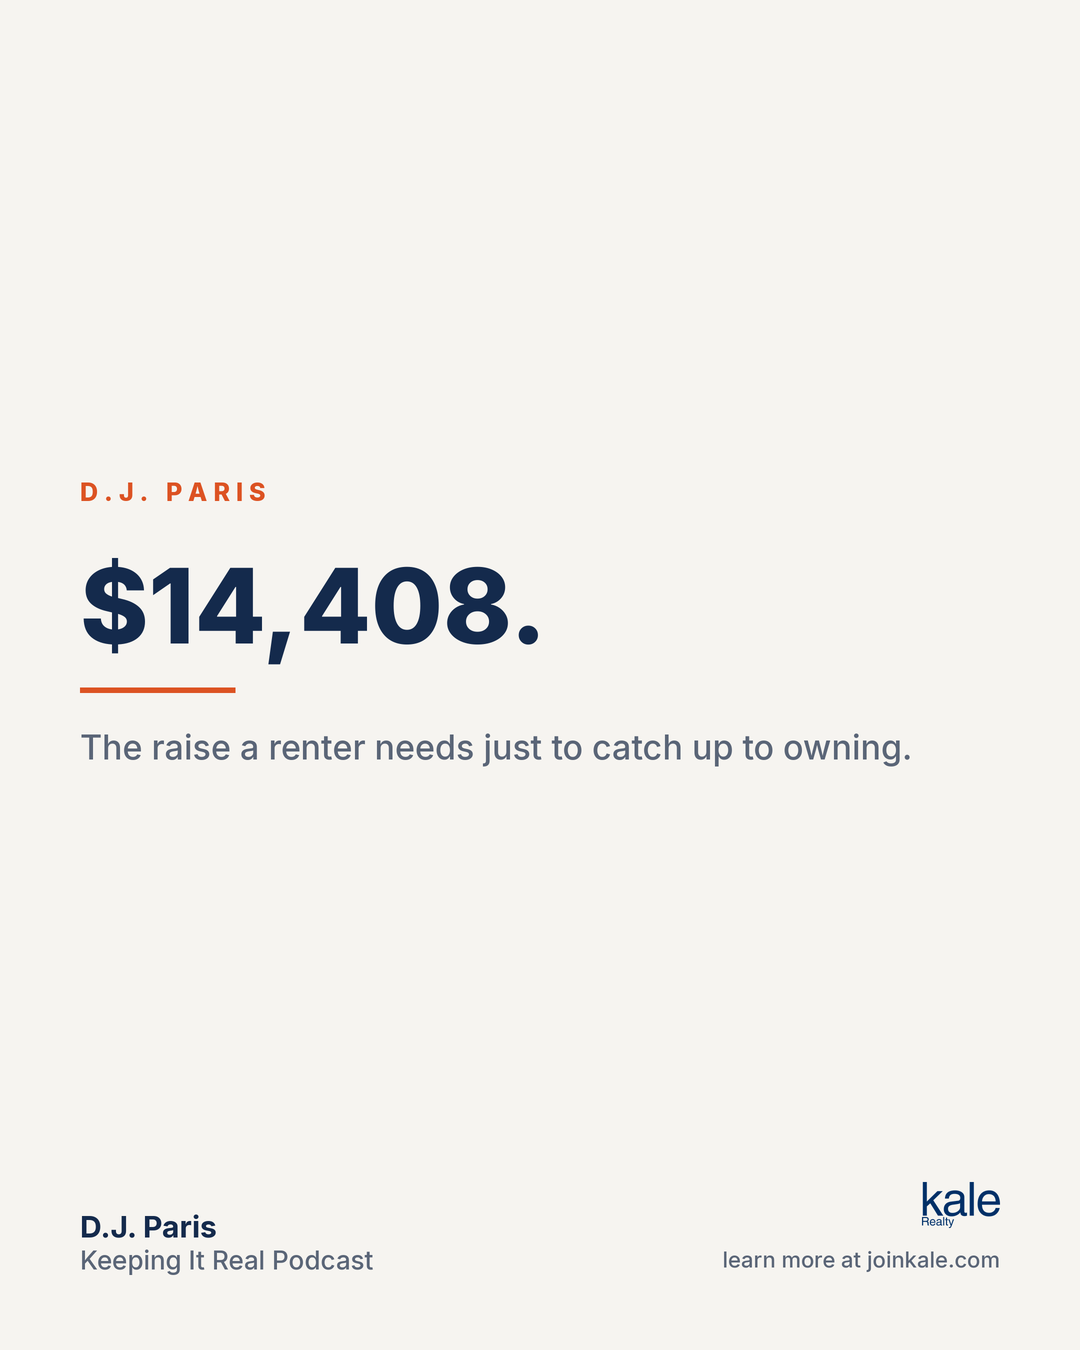 D.J. PARIS
$14,408.
The raise a renter needs just to catch up to owning.
D.J. Paris
Keeping It Real Podcast
kale
Realty
learn more at joinkale.com